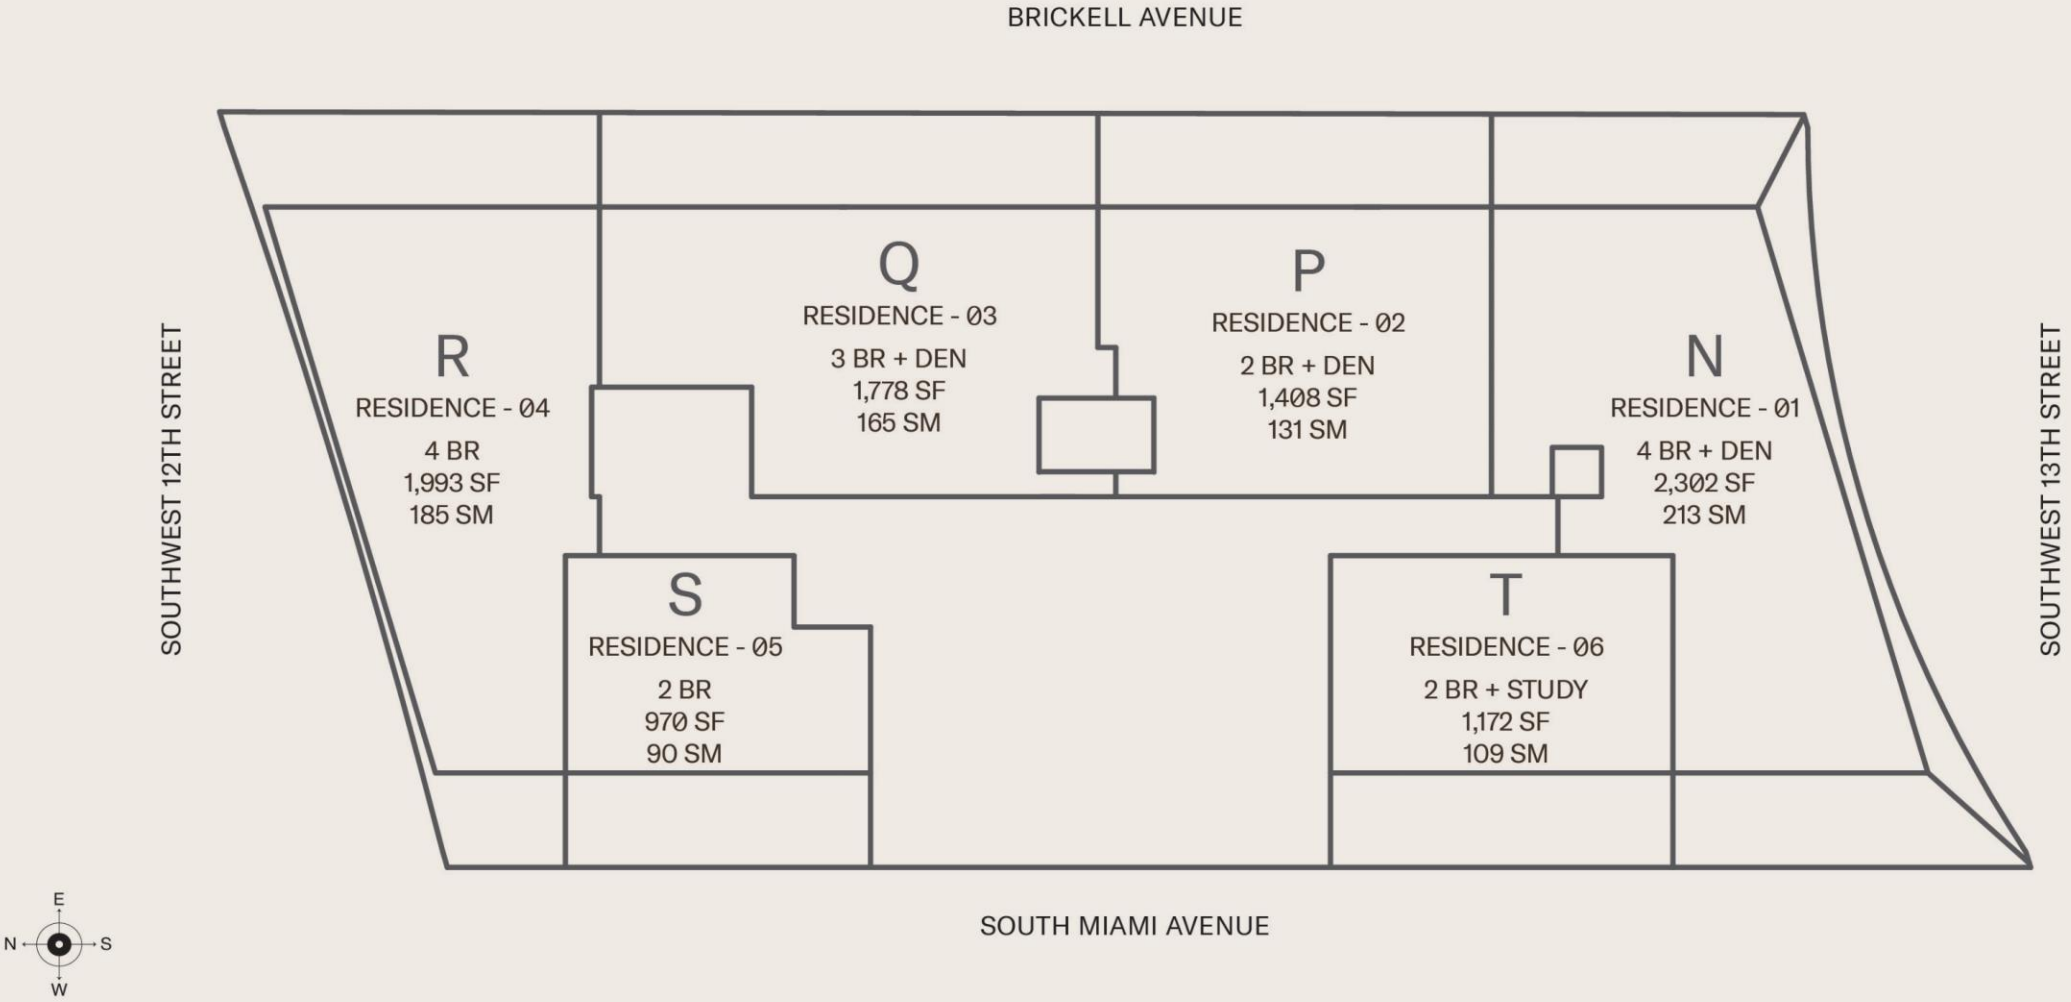 BRICKELL AVENUE
SOUTHWEST 12TH STREET
R
RESIDENCE - 04
4 BR
1,993 SF
185 SM
Q
RESIDENCE - 03
3 BR + DEN
1,778 SF
165 SM
P
RESIDENCE - 02
2 BR + DEN
1,408 SF
131 SM
N
RESIDENCE - 01
4 BR + DEN
2,302 SF
213 SM
SOUTHWEST 13TH STREET
S
RESIDENCE - 05
2 BR
970 SF
90 SM
T
RESIDENCE - 06
2 BR + STUDY
1,172 SF
109 SM
SOUTH MIAMI AVENUE
E
N S
W